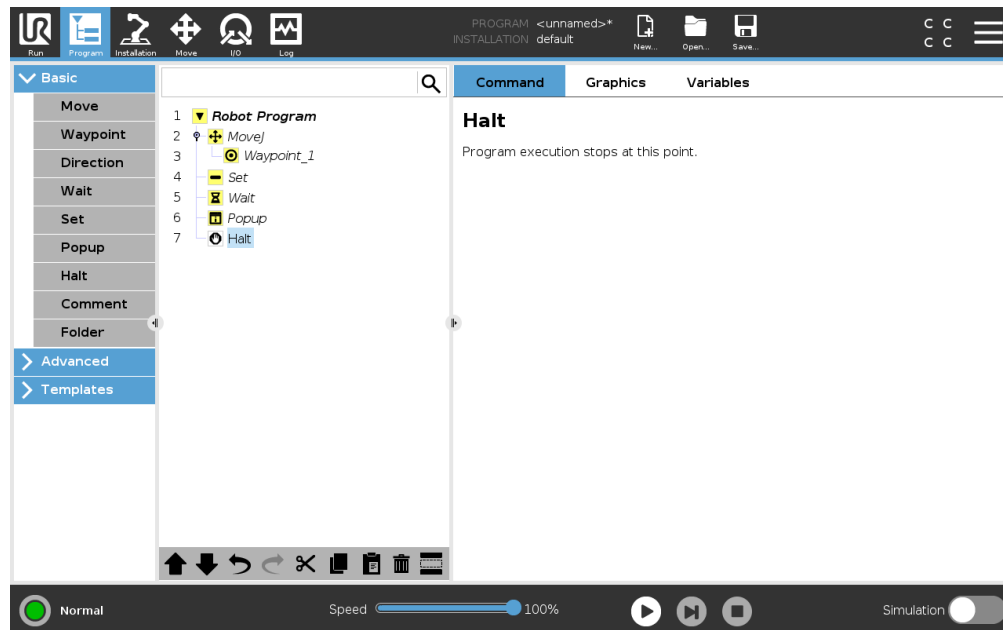 UR
PROGRAM <unnamed>*
INSTALLATION default
Run Program Installation Move I/O Log New... Open... Save...
C C
C C
Basic
Move
Waypoint
Direction
Wait
Set
Popup
Halt
Comment
Folder
Advanced
Templates
1 Robot Program
2 MoveJ
3 Waypoint_1
4 Set
5 Wait
6 Popup
7 Halt
Command Graphics Variables
Halt
Program execution stops at this point.
Normal
Speed 100%
Simulation